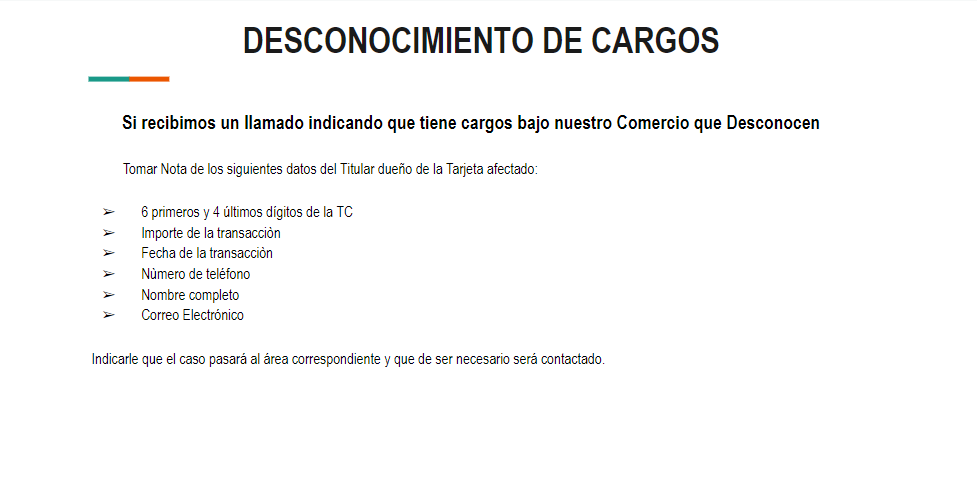 DESCONOCIMIENTO DE CARGOS
Si recibimos un llamado indicando que tiene cargos bajo nuestro Comercio que Desconocen
Tomar Nota de los siguientes datos del Titular dueño de la Tarjeta afectado:
➢ 6 primeros y 4 últimos dígitos de la TC
➢ Importe de la transacciòn
➢ Fecha de la transacciòn
➢ Nùmero de teléfono
➢ Nombre completo
➢ Correo Electrónico
Indicarle que el caso pasará al área correspondiente y que de ser necesario será contactado.